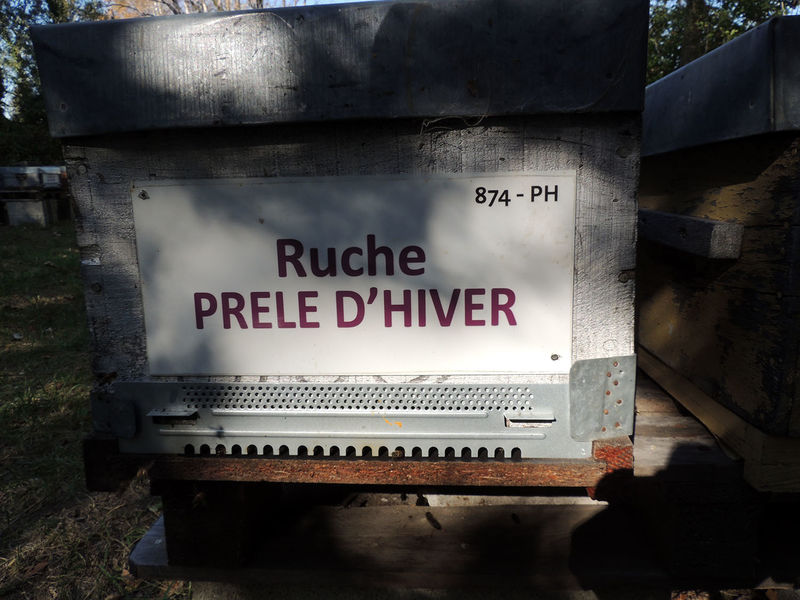 874 - PH
Ruche
PRELE D'HIVER